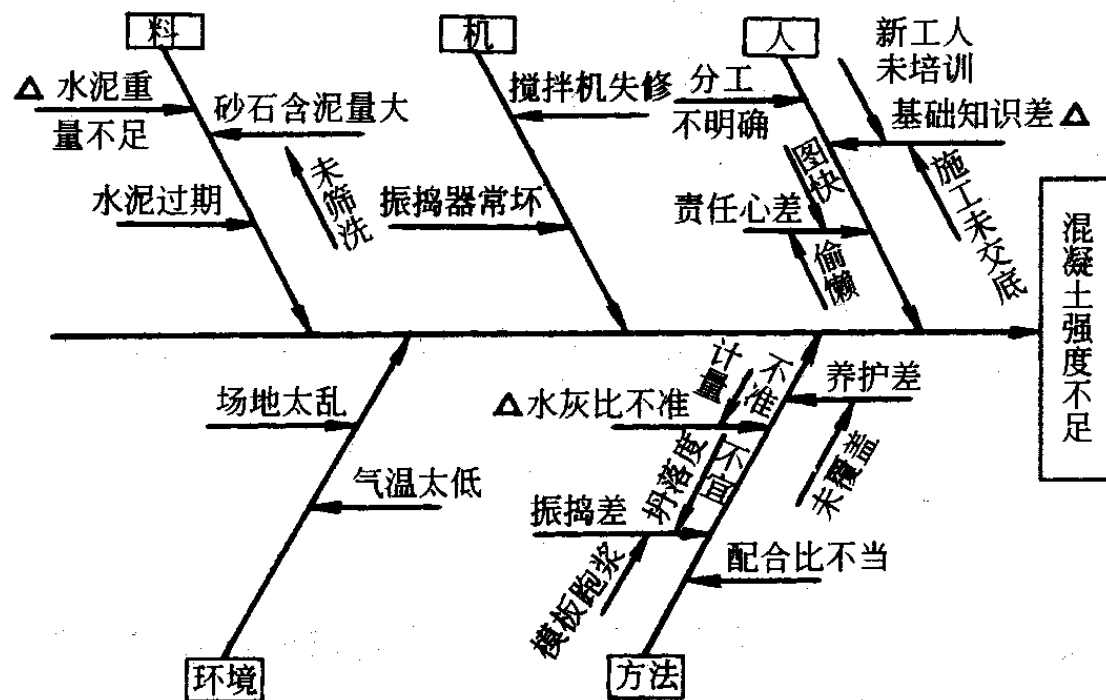 料
机
人
新工人
未培训
△ 水泥重
量不足
砂石含泥量大
搅拌机失修
分工
不明确
基础知识差 △
未筛洗
图快
施工未交底
水泥过期
振捣器常坏
责任心差
偷懒
混凝土强度不足
计量
不准
养护差
场地太乱
△ 水灰比不准
坍落度
不宜
未覆盖
气温太低
振捣差
配合比不当
模板跑浆
环境
方法